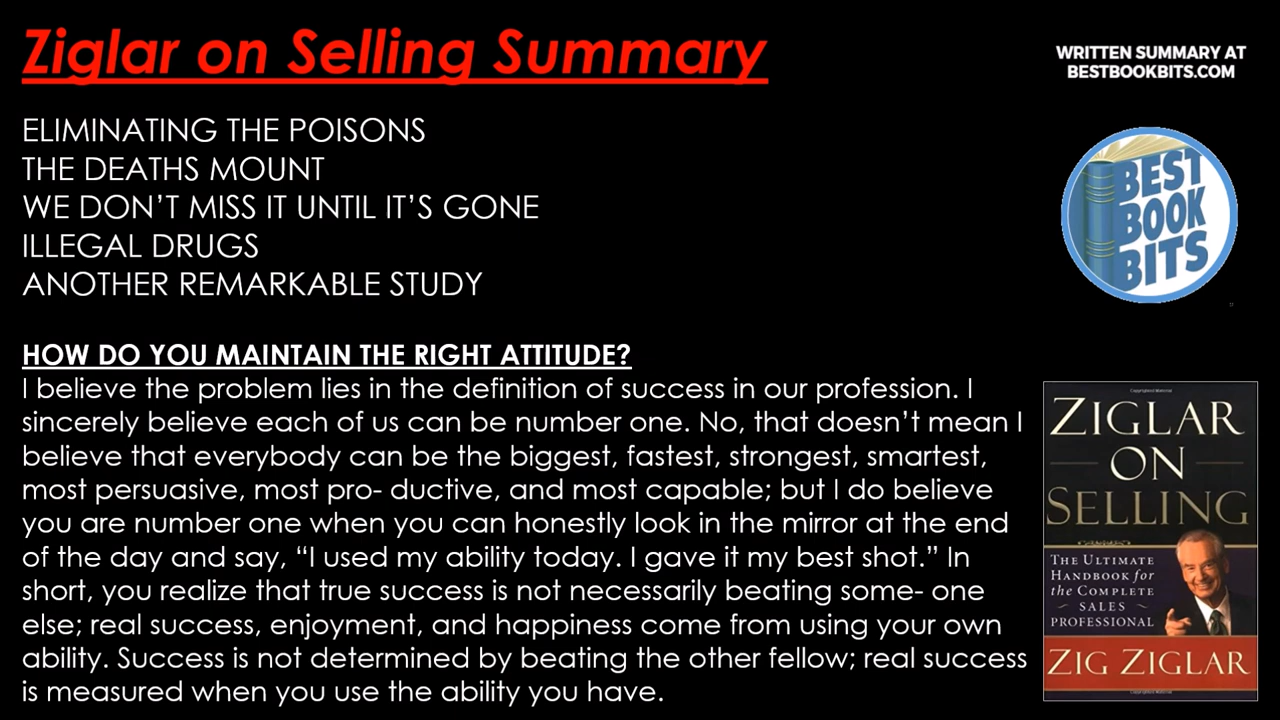 Ziglar on Selling Summary
WRITTEN SUMMARY AT
BESTBOOKBITS.COM
ELIMINATING THE POISONS
THE DEATHS MOUNT
WE DON’T MISS IT UNTIL IT’S GONE
ILLEGAL DRUGS
ANOTHER REMARKABLE STUDY
BEST
BOOK
BITS
HOW DO YOU MAINTAIN THE RIGHT ATTITUDE?
I believe the problem lies in the definition of success in our profession. I
sincerely believe each of us can be number one. No, that doesn’t mean I
believe that everybody can be the biggest, fastest, strongest, smartest,
most persuasive, most pro- ductive, and most capable; but I do believe
you are number one when you can honestly look in the mirror at the end
of the day and say, “I used my ability today. I gave it my best shot.” In
short, you realize that true success is not necessarily beating some- one
else; real success, enjoyment, and happiness come from using your own
ability. Success is not determined by beating the other fellow; real success
is measured when you use the ability you have.
Copyrighted Material
ZIGLAR
ON
SELLING
THE ULTIMATE
HANDBOOK for
the COMPLETE
SALES
PROFESSIONAL
ZIG ZIGLAR
Copyrighted Material